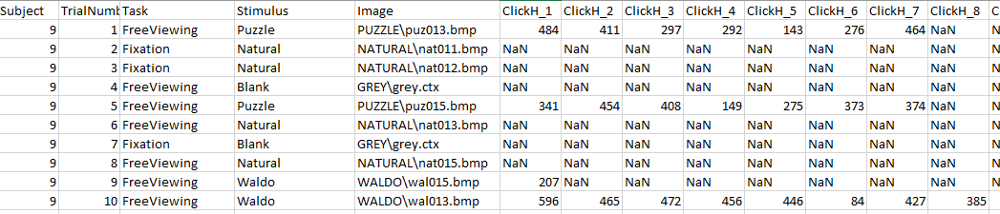 Subject TrialNumb Task Stimulus Image ClickH_1 ClickH_2 ClickH_3 ClickH_4 ClickH_5 ClickH_6 ClickH_7 ClickH_8 C
9 1 FreeViewing Puzzle PUZZLE\puz013.bmp 484 411 297 292 143 276 464 NaN N
9 2 Fixation Natural NATURAL\nat011.bmp NaN NaN NaN NaN NaN NaN NaN NaN N
9 3 Fixation Natural NATURAL\nat012.bmp NaN NaN NaN NaN NaN NaN NaN NaN N
9 4 FreeViewing Blank GREY\grey.ctx NaN NaN NaN NaN NaN NaN NaN NaN N
9 5 FreeViewing Puzzle PUZZLE\puz015.bmp 341 454 408 149 275 373 374 NaN N
9 6 FreeViewing Natural NATURAL\nat013.bmp NaN NaN NaN NaN NaN NaN NaN NaN N
9 7 Fixation Blank GREY\grey.ctx NaN NaN NaN NaN NaN NaN NaN NaN N
9 8 FreeViewing Natural NATURAL\nat015.bmp NaN NaN NaN NaN NaN NaN NaN NaN N
9 9 FreeViewing Waldo WALDO\wal015.bmp 207 NaN NaN NaN NaN NaN NaN NaN N
9 10 FreeViewing Waldo WALDO\wal013.bmp 596 465 472 456 446 84 427 385 N